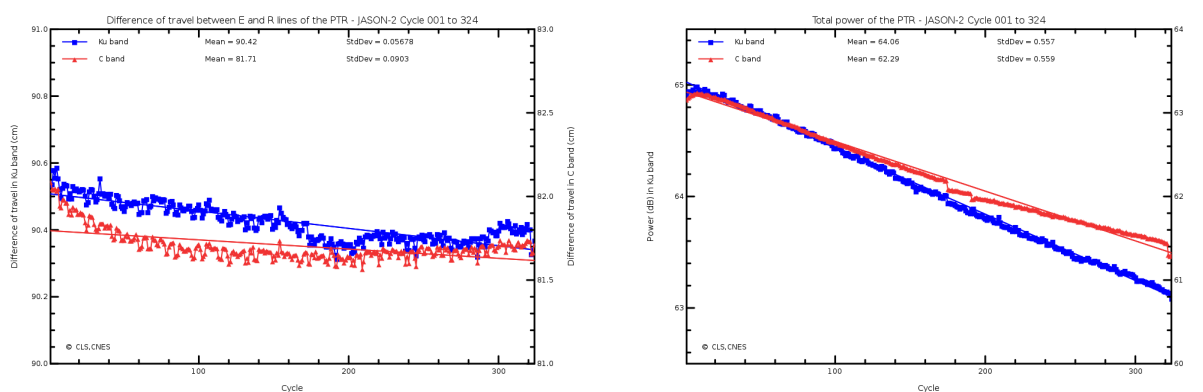 Difference of travel between E and R lines of the PTR - JASON-2 Cycle 001 to 324
91.0
90.8
90.6
90.4
90.2
90.0
Difference of travel in Ku band (cm)
Ku band Mean = 90.42 StdDev = 0.05678
C band Mean = 81.71 StdDev = 0.0903
© CLS,CNES
100 200 300
Cycle
83.0
82.5
82.0
81.5
81.0
Difference of travel in C band (cm)
Total power of the PTR - JASON-2 Cycle 001 to 324
65
64
63
Power (dB) in Ku band
Ku band Mean = 64.06 StdDev = 0.557
C band Mean = 62.29 StdDev = 0.559
© CLS,CNES
100 200 300
Cycle
64
63
62
61
60